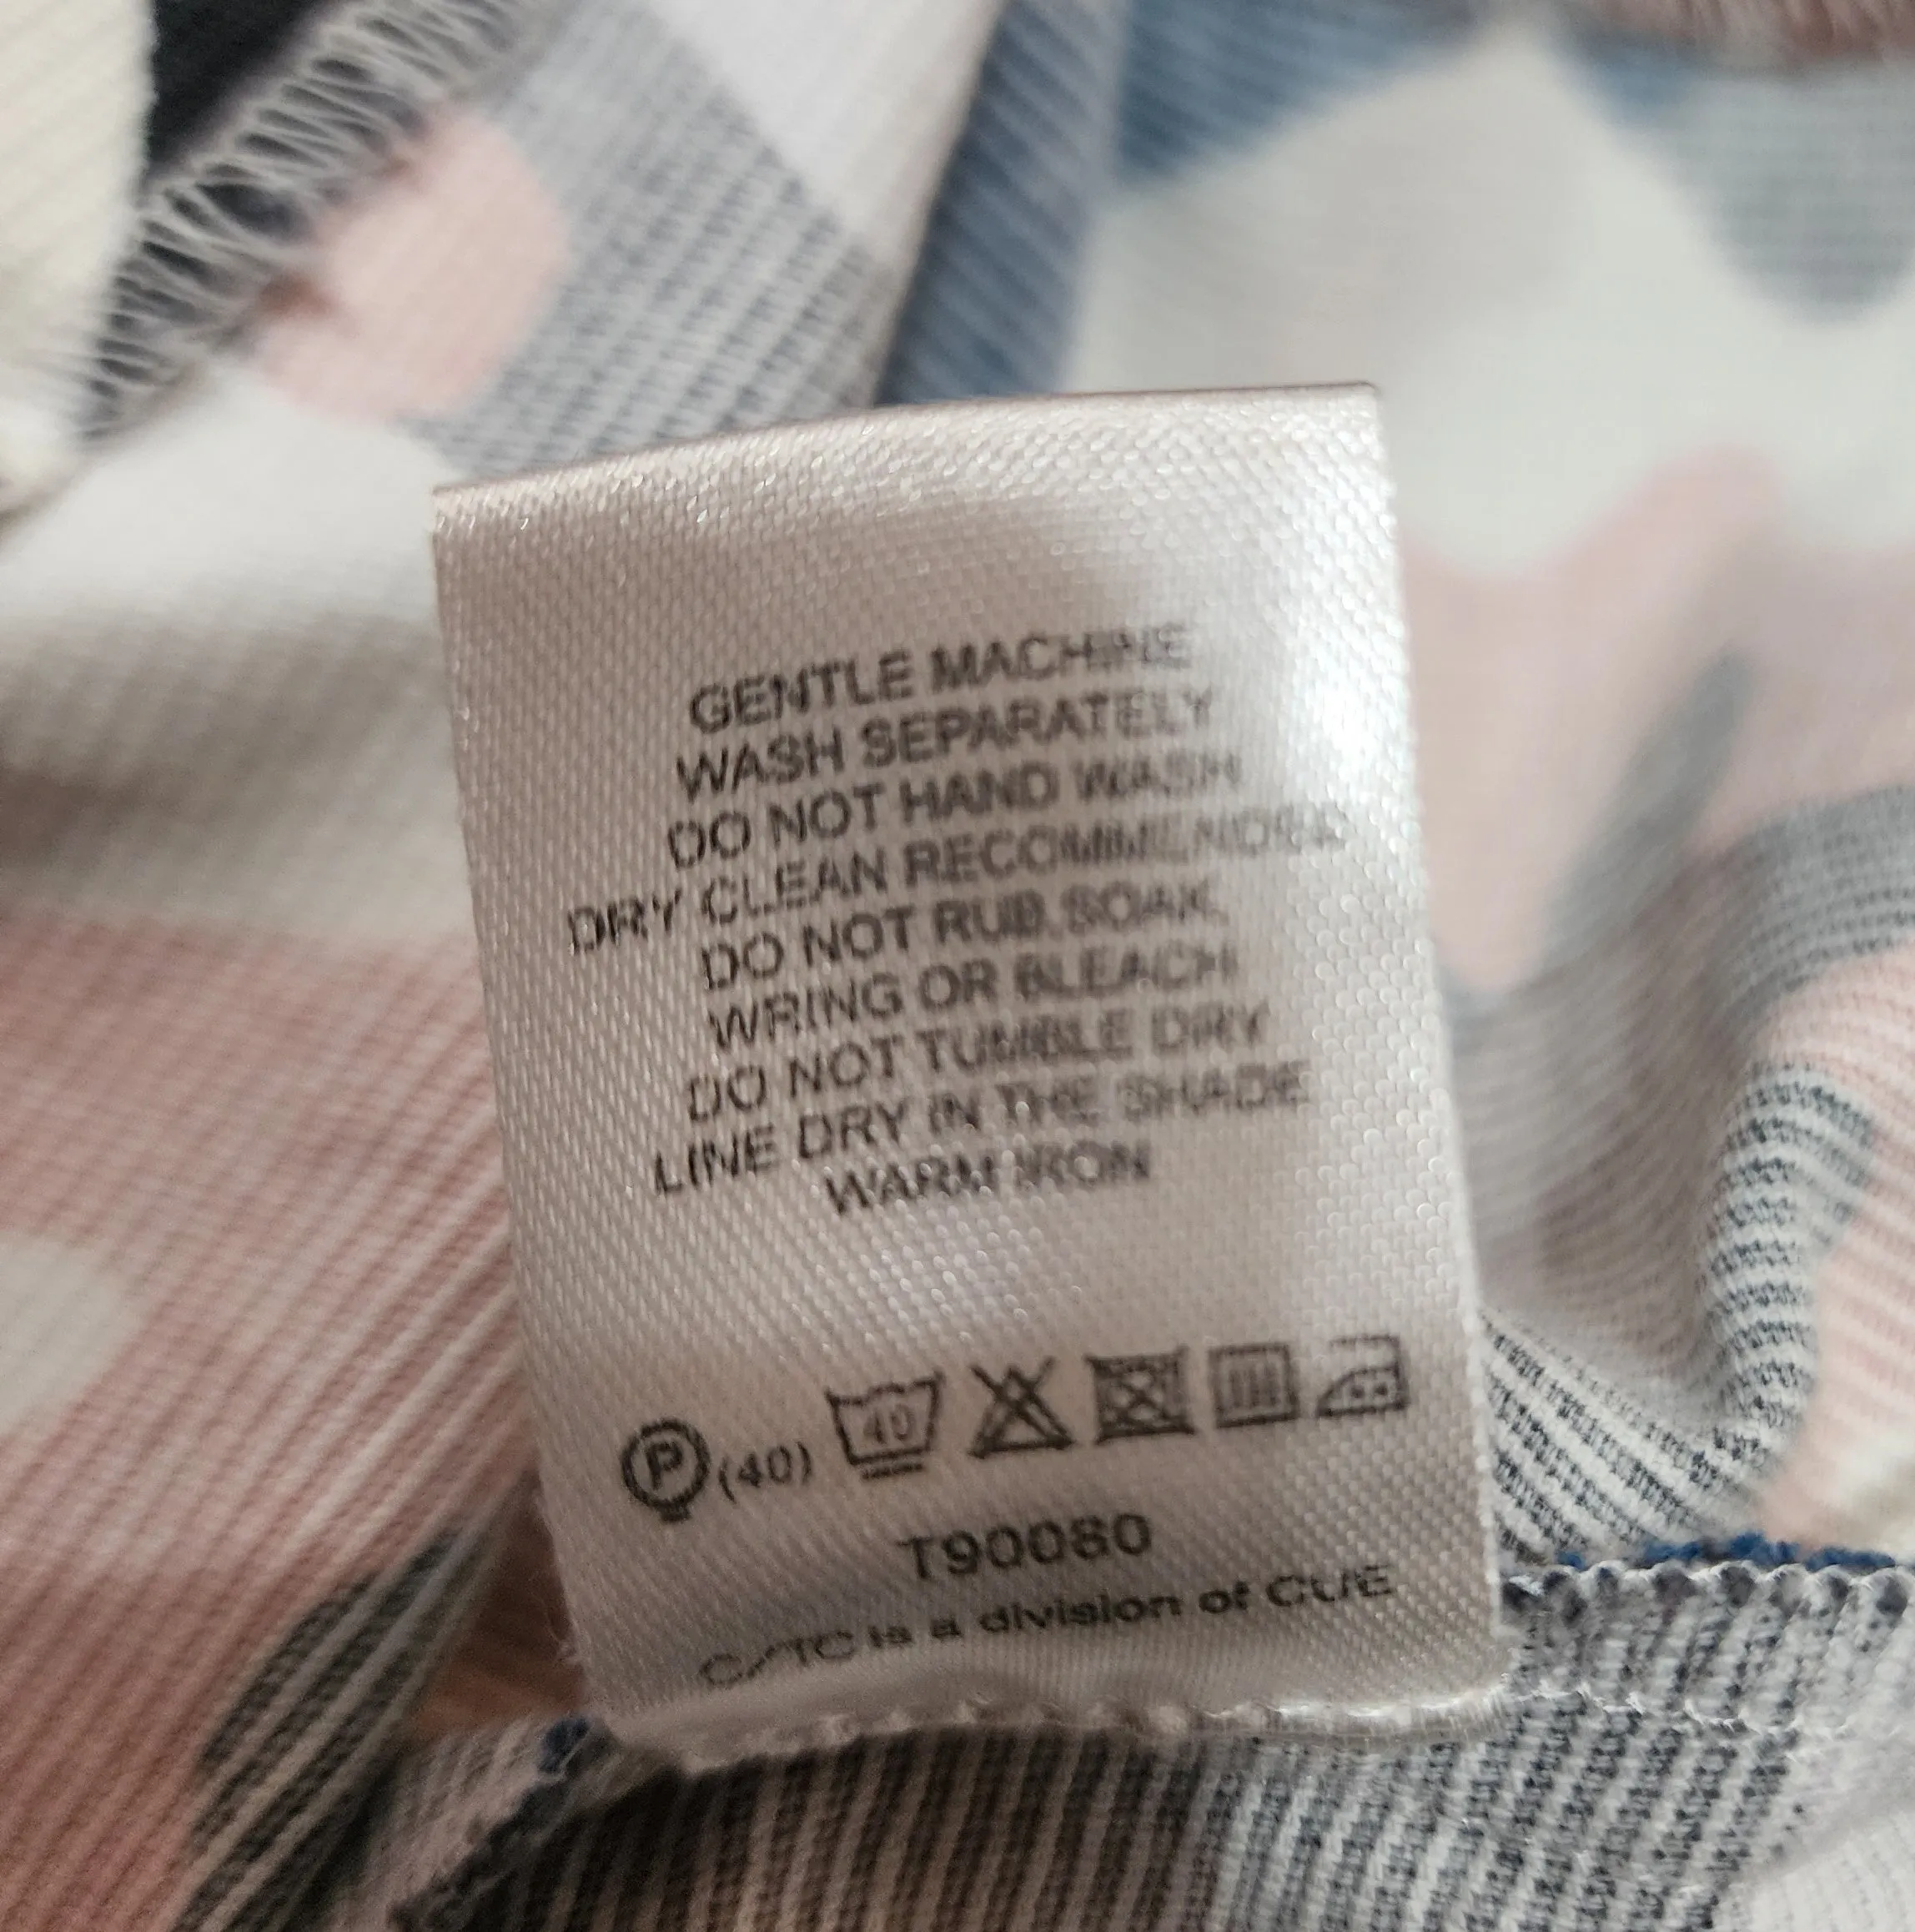 GENTLE MACHINE
WASH SEPARATELY
DO NOT HAND WASH
DRY CLEAN RECOMMENDED
DO NOT RUB, SOAK,
WRING OR BLEACH
DO NOT TUMBLE DRY
LINE DRY IN THE SHADE
WARM IRON
P (40) 40
T90080
C/TC is a division of CUE